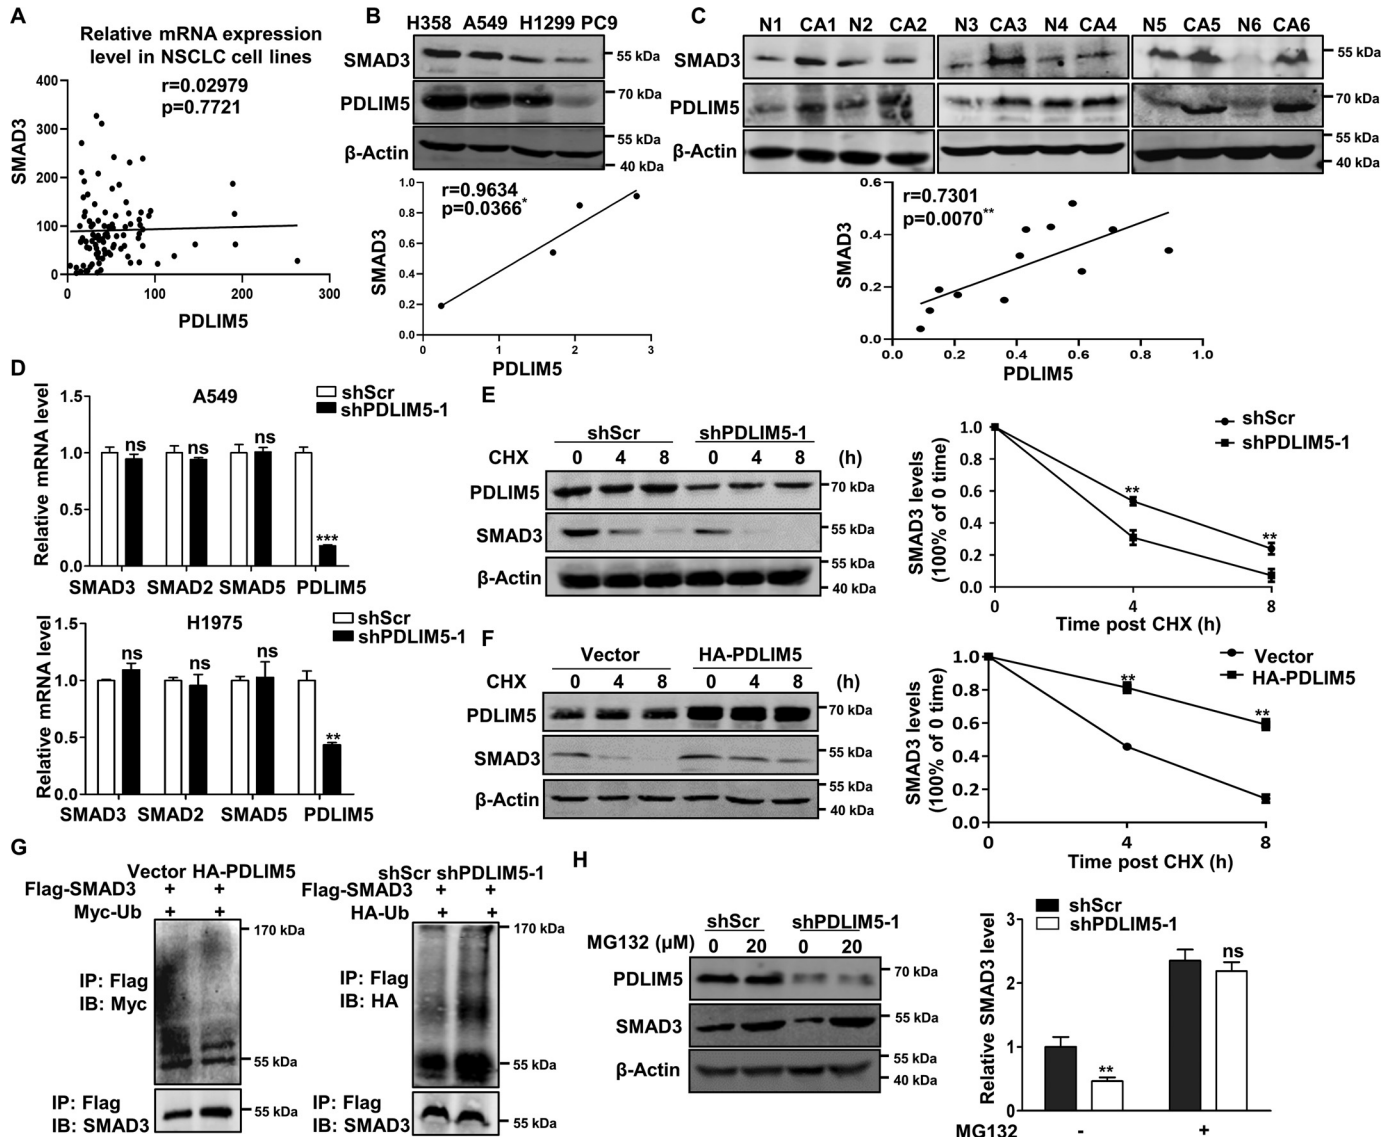 A
Relative mRNA expression
level in NSCLC cell lines
r=0.02979
p=0.7721
400
300
200
100
0
SMAD3
0 100 200 300
PDLIM5
B
H358 A549 H1299 PC9
SMAD3
55 kDa
PDLIM5
70 kDa
β-Actin
55 kDa
40 kDa
r=0.9634
p=0.0366*
1.0
0.8
0.6
0.4
0.2
0.0
SMAD3
0 1 2 3
PDLIM5
C
N1 CA1 N2 CA2 N3 CA3 N4 CA4 N5 CA5 N6 CA6
SMAD3
55 kDa
PDLIM5
70 kDa
β-Actin
55 kDa
40 kDa
r=0.7301
p=0.0070**
0.6
0.4
0.2
0.0
SMAD3
0.0 0.2 0.4 0.6 0.8 1.0
PDLIM5
D
A549
shScr
shPDLIM5-1
Relative mRNA level
1.5
1.0
0.5
0.0
ns ns ns ***
SMAD3 SMAD2 SMAD5 PDLIM5
H1975
shScr
shPDLIM5-1
Relative mRNA level
1.5
1.0
0.5
0.0
ns ns ns **
SMAD3 SMAD2 SMAD5 PDLIM5
E
shScr shPDLIM5-1
CHX 0 4 8 0 4 8 (h)
PDLIM5
70 kDa
SMAD3
55 kDa
β-Actin
55 kDa
40 kDa
shScr
shPDLIM5-1
SMAD3 levels
(100% of 0 time)
1.0
0.8
0.6
0.4
0.2
0.0
** **
0 4 8
Time post CHX (h)
F
Vector HA-PDLIM5
CHX 0 4 8 0 4 8 (h)
PDLIM5
70 kDa
SMAD3
55 kDa
β-Actin
55 kDa
40 kDa
Vector
HA-PDLIM5
SMAD3 levels
(100% of 0 time)
1.0
0.8
0.6
0.4
0.2
0.0
** **
0 4 8
Time post CHX (h)
G
Vector HA-PDLIM5
Flag-SMAD3 + +
Myc-Ub + +
170 kDa
IP: Flag
IB: Myc
55 kDa
IP: Flag
IB: SMAD3
55 kDa
shScr shPDLIM5-1
Flag-SMAD3 + +
HA-Ub + +
170 kDa
IP: Flag
IB: HA
55 kDa
IP: Flag
IB: SMAD3
55 kDa
H
shScr shPDLIM5-1
MG132 (μM) 0 20 0 20
PDLIM5
70 kDa
SMAD3
55 kDa
β-Actin
55 kDa
40 kDa
shScr
shPDLIM5-1
Relative SMAD3 level
3
2
1
0
** ns
MG132 - +